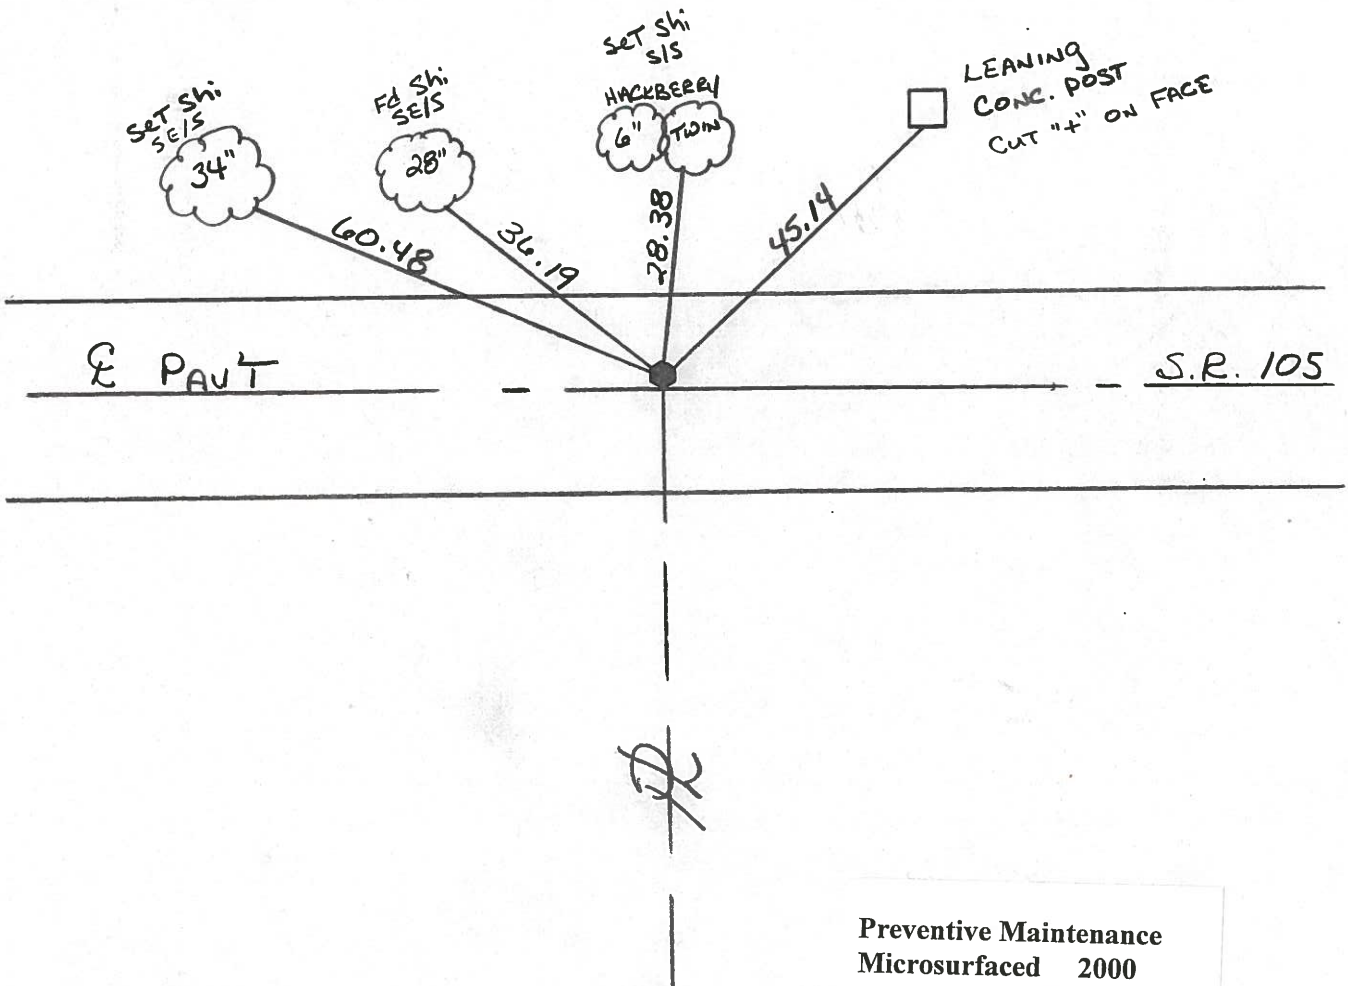 SeT Shi
SE/S
34"
Fd Shi
SE/S
28"
SeT Shi
S/S
HACKBERRY
6" TWIN
LEANING
CONC. POST
CUT "+" ON FACE
60.48
36.19
28.38
45.14
℄ PAV'T
S.R. 105
Preventive Maintenance
Microsurfaced 2000